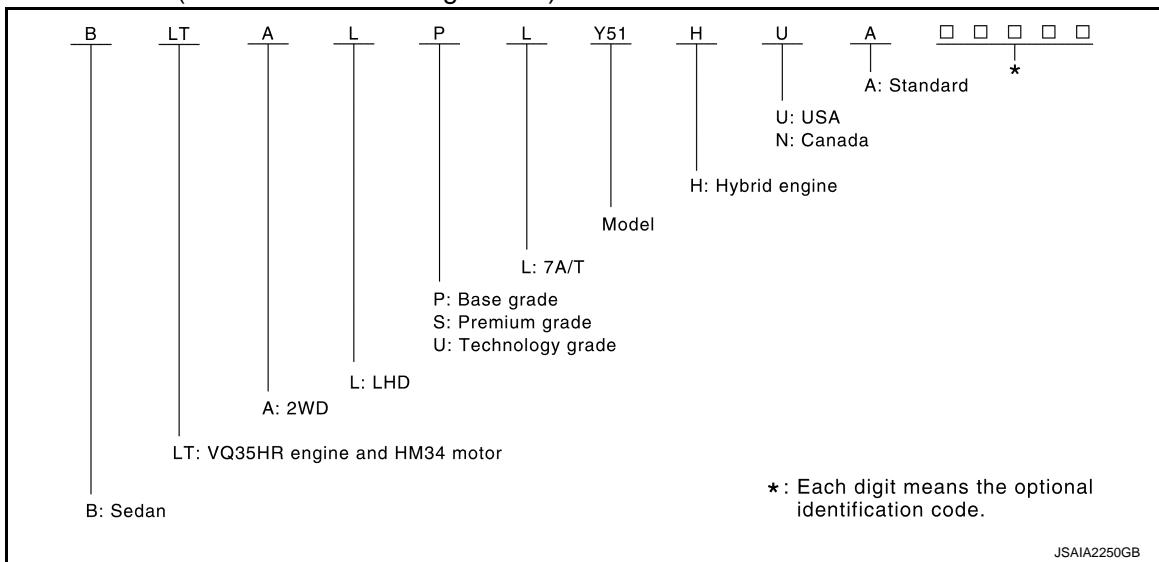 B LT A L P L Y51 H U A □ □ □ □ □
*
A: Standard
U: USA
N: Canada
H: Hybrid engine
Model
L: 7A/T
P: Base grade
S: Premium grade
U: Technology grade
L: LHD
A: 2WD
LT: VQ35HR engine and HM34 motor
B: Sedan
*: Each digit means the optional
identification code.
JSAIA2250GB